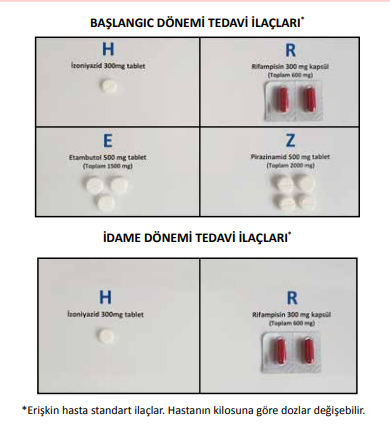 BAŞLANGIC DÖNEMİ TEDAVİ İLAÇLARI*
H
İzoniyazid 300mg tablet
R
Rifampisin 300 mg kapsül
(Toplam 600 mg)
E
Etambutol 500 mg tablet
(Toplam 1500 mg)
Z
Pirazinamid 500 mg tablet
(Toplam 2000 mg)
İDAME DÖNEMİ TEDAVİ İLAÇLARI*
H
İzoniyazid 300mg tablet
R
Rifampisin 300 mg kapsül
(Toplam 600 mg)
*Erişkin hasta standart ilaçlar. Hastanın kilosuna göre dozlar değişebilir.